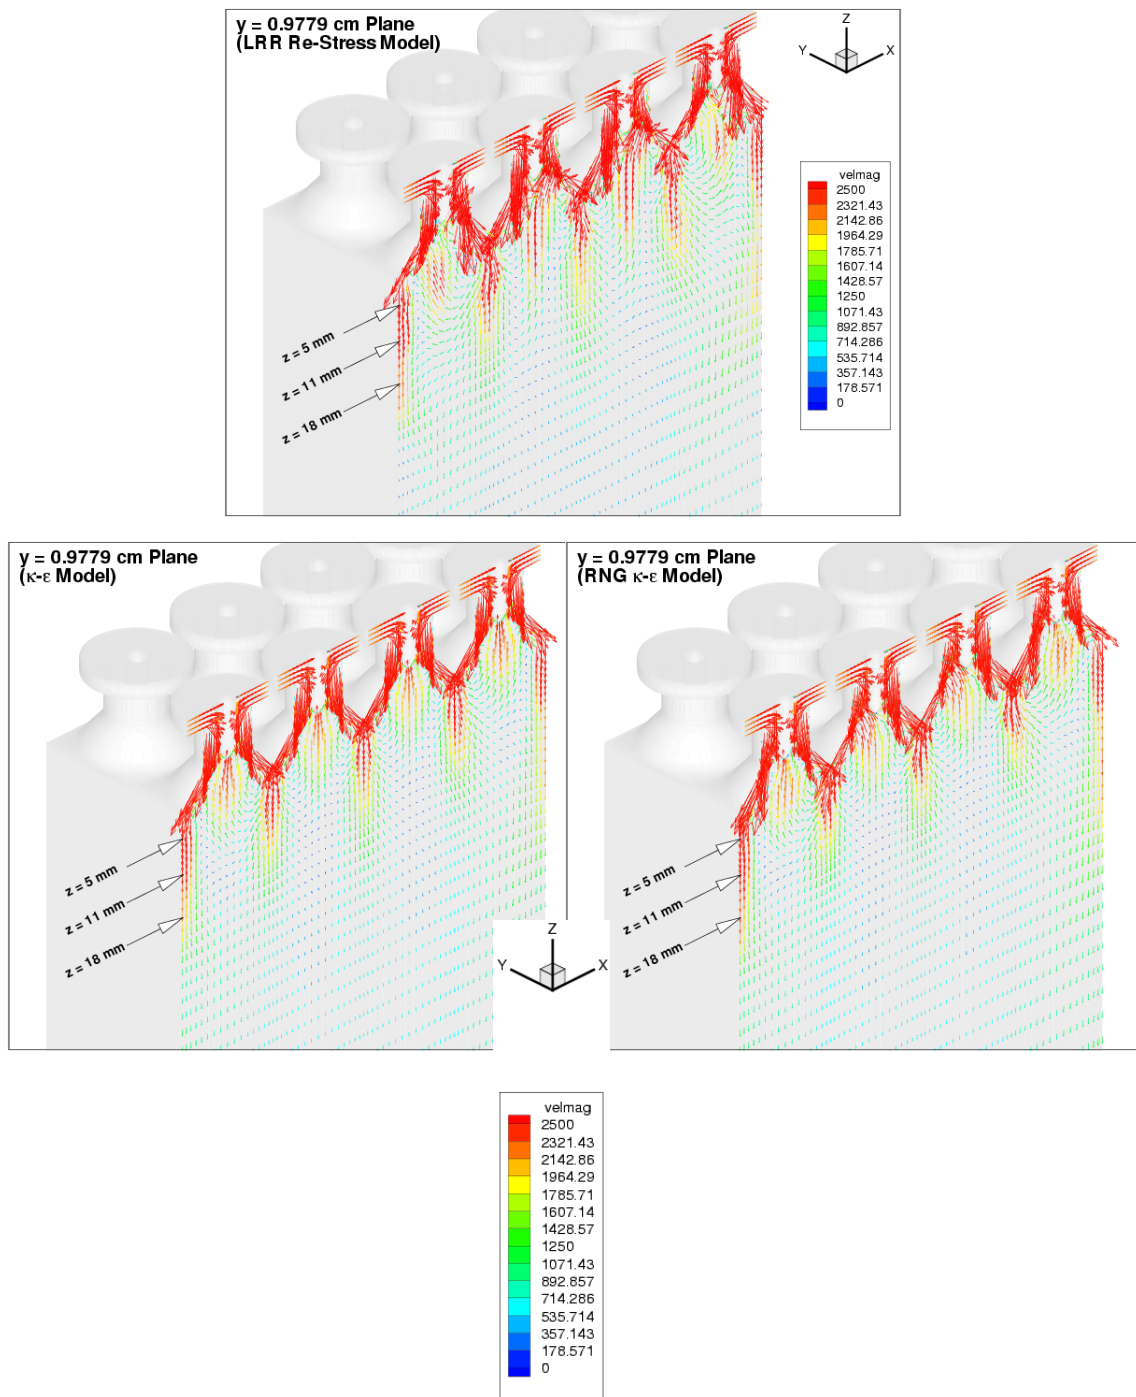 y = 0.9779 cm Plane
(LRR Re-Stress Model)
Z
Y
X
velmag
2500
2321.43
2142.86
1964.29
1785.71
1607.14
1428.57
1250
1071.43
892.857
714.286
535.714
357.143
178.571
0
z = 5 mm
z = 11 mm
z = 18 mm
y = 0.9779 cm Plane
(κ-ε Model)
z = 5 mm
z = 11 mm
z = 18 mm
y = 0.9779 cm Plane
(RNG κ-ε Model)
z = 5 mm
z = 11 mm
z = 18 mm
Z
Y
X
velmag
2500
2321.43
2142.86
1964.29
1785.71
1607.14
1428.57
1250
1071.43
892.857
714.286
535.714
357.143
178.571
0